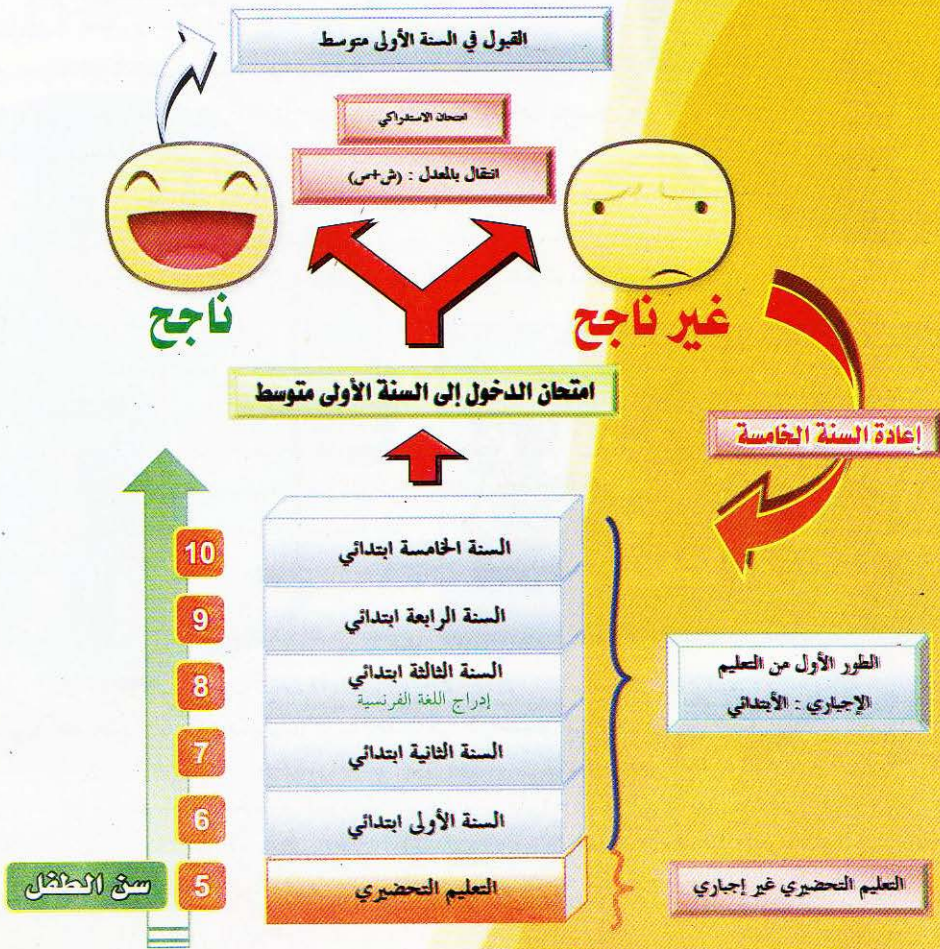 القبول في السنة الأولى متوسط
امتحان الاستدراكي
انتقال بالمعدل : (ش+س)
ناجح
غير ناجح
امتحان الدخول إلى السنة الأولى متوسط
إعادة السنة الخامسة
10
السنة الخامسة ابتدائي
9
السنة الرابعة ابتدائي
8
السنة الثالثة ابتدائي
إدراج اللغة الفرنسية
الطور الأول من التعليم
الإجباري : الأبتدائي
7
السنة الثانية ابتدائي
6
السنة الأولى ابتدائي
سن الطفل
5
التعليم التحضيري
التعليم التحضيري غير إجباري